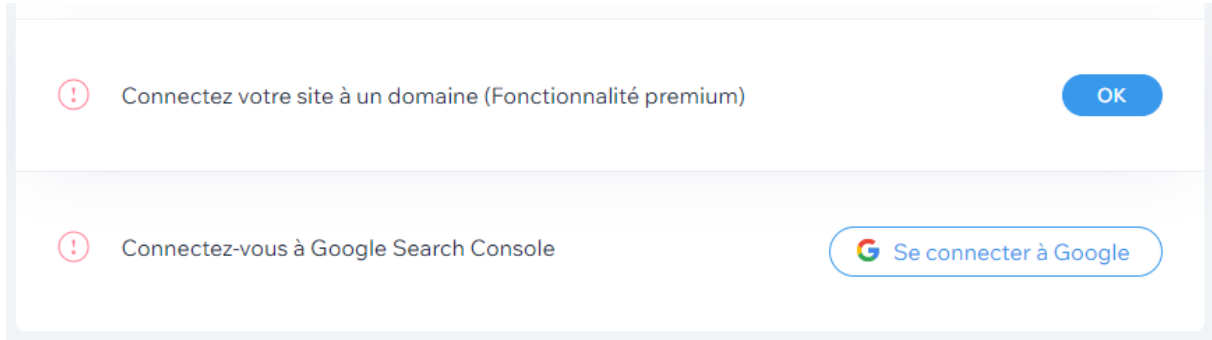 Connectez votre site à un domaine (Fonctionnalité premium)
OK
Connectez-vous à Google Search Console
Se connecter à Google